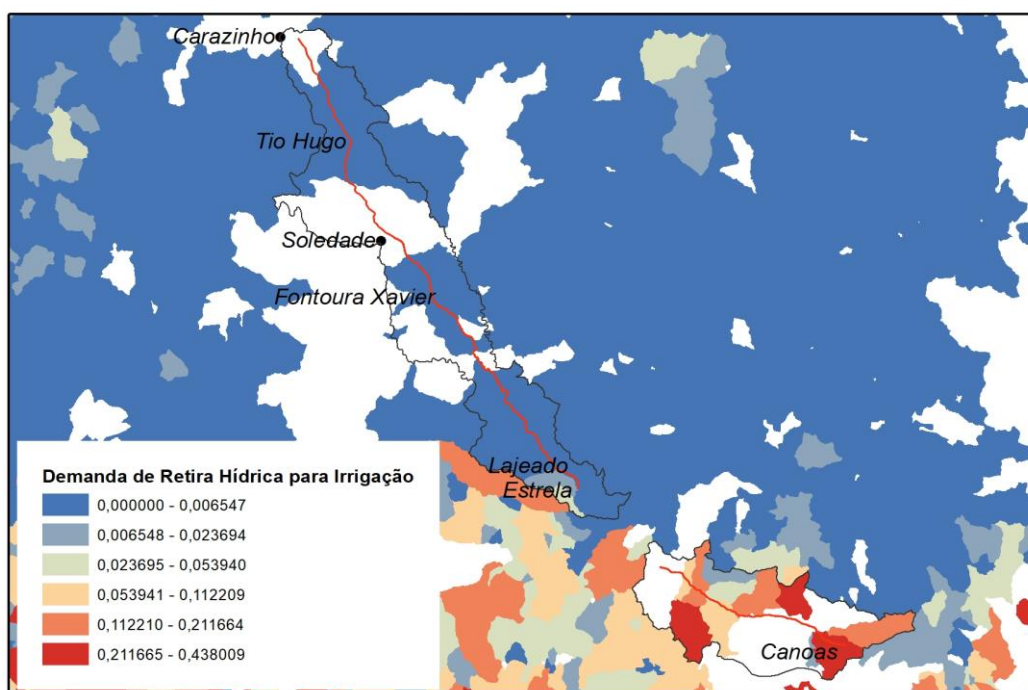 Carazinho
Tio Hugo
Soledade
Fontoura Xavier
Lajeado
Estrela
Canoas
Demanda de Retira Hídrica para Irrigação
0,000000 - 0,006547
0,006548 - 0,023694
0,023695 - 0,053940
0,053941 - 0,112209
0,112210 - 0,211664
0,211665 - 0,438009